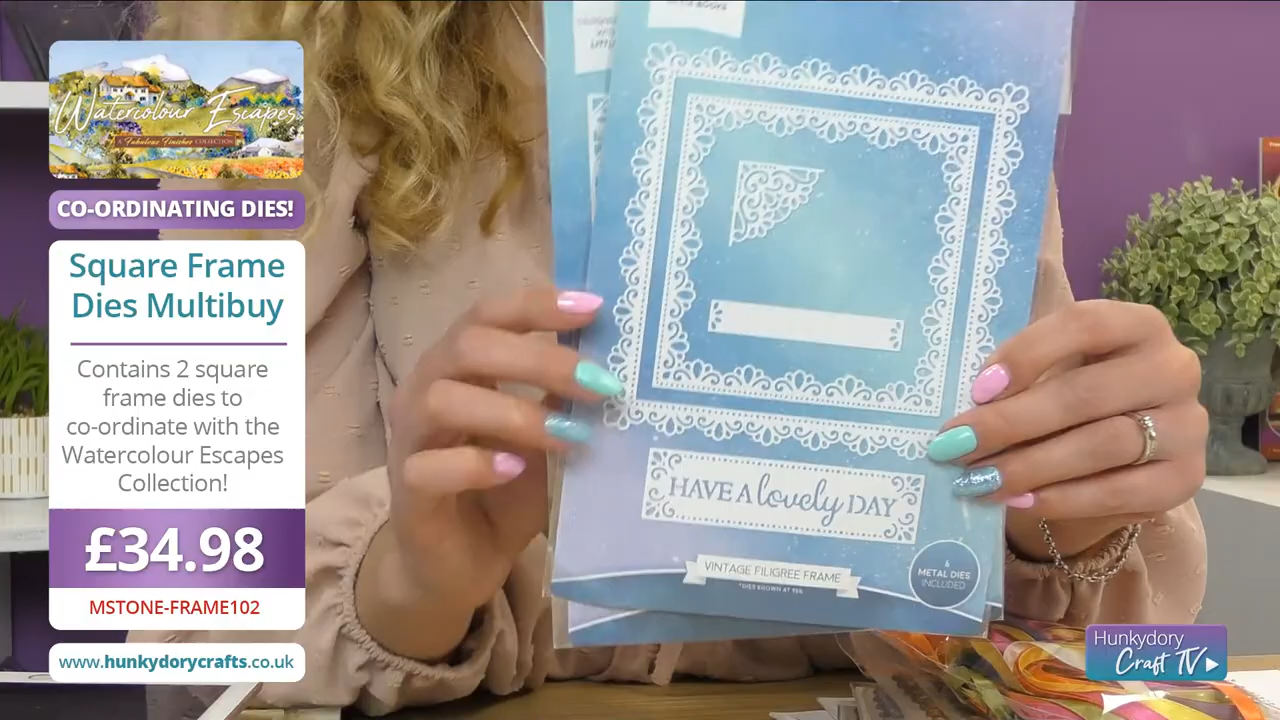 Watercolour Escapes
A Fabulous Finisher COLLECTION
CO-ORDINATING DIES!
Square Frame
Dies Multibuy
Contains 2 square
frame dies to
co-ordinate with the
Watercolour Escapes
Collection!
£34.98
MSTONE-FRAME102
www.hunkydorycrafts.co.uk
HAVE A lovely DAY
VINTAGE FILIGREE FRAME
6
METAL DIES
INCLUDED
Hunkydory
Craft TV